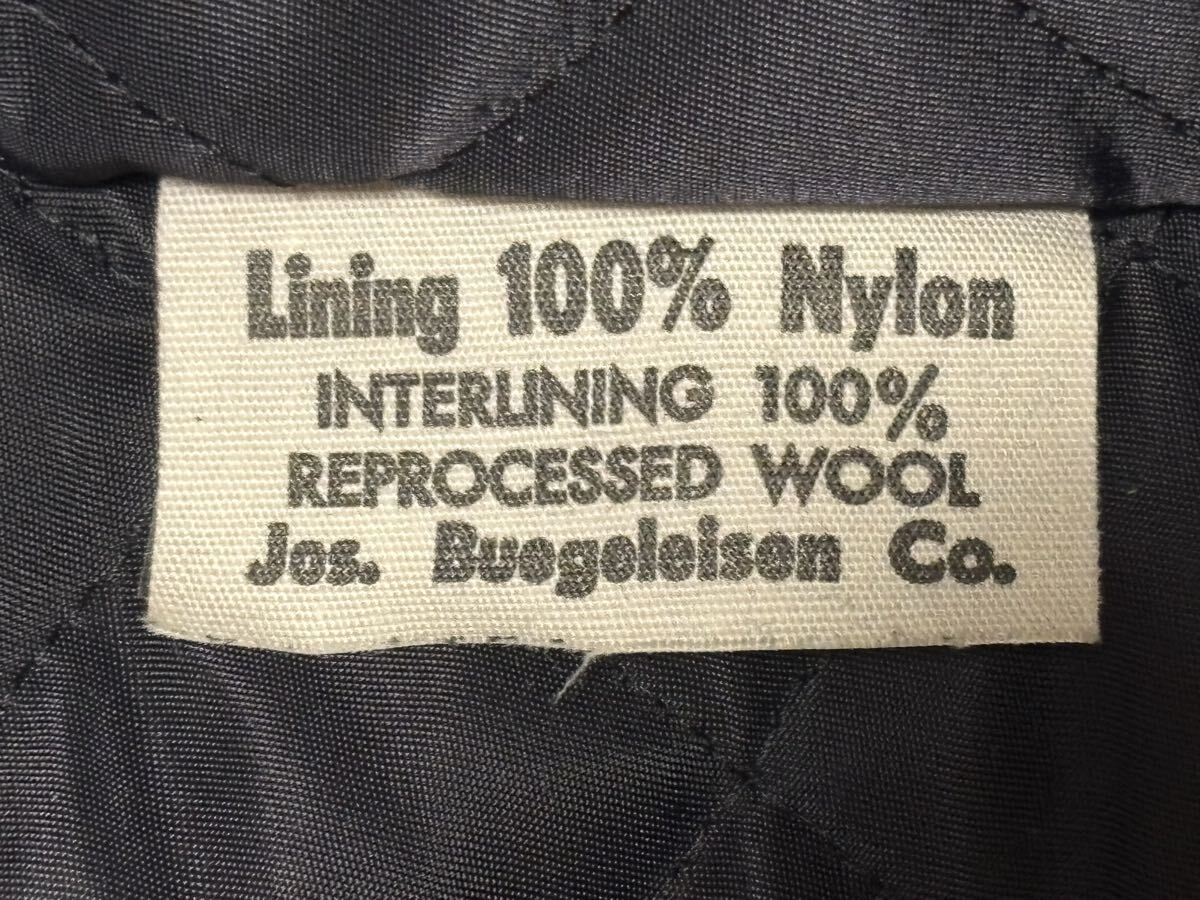 Lining 100% Nylon
INTERLINING 100%
REPROCESSED WOOL
Jos. Buegeleisen Co.